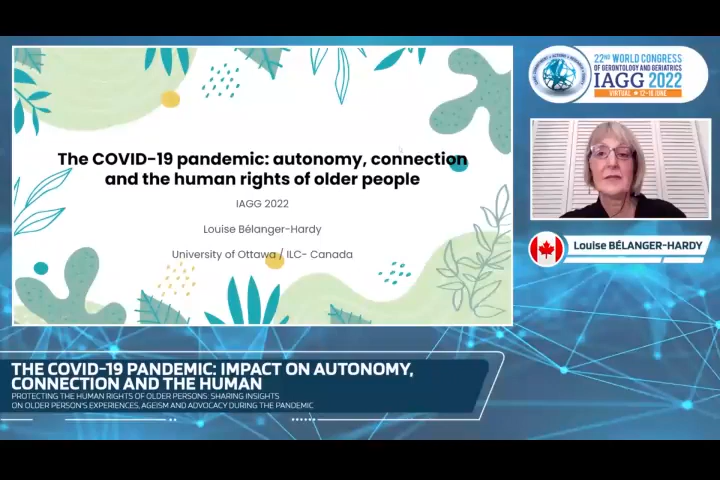 The COVID-19 pandemic: autonomy, connection
and the human rights of older people
IAGG 2022
Louise Bélanger-Hardy
University of Ottawa / ILC- Canada
22ND WORLD CONGRESS
OF GERONTOLOGY AND GERIATRICS
IAGG 2022
VIRTUAL ★ 12-16 JUNE
Louise BÉLANGER-HARDY
THE COVID-19 PANDEMIC: IMPACT ON AUTONOMY,
CONNECTION AND THE HUMAN
PROTECTING THE HUMAN RIGHTS OF OLDER PERSONS: SHARING INSIGHTS
ON OLDER PERSON'S EXPERIENCES, AGEISM AND ADVOCACY DURING THE PANDEMIC